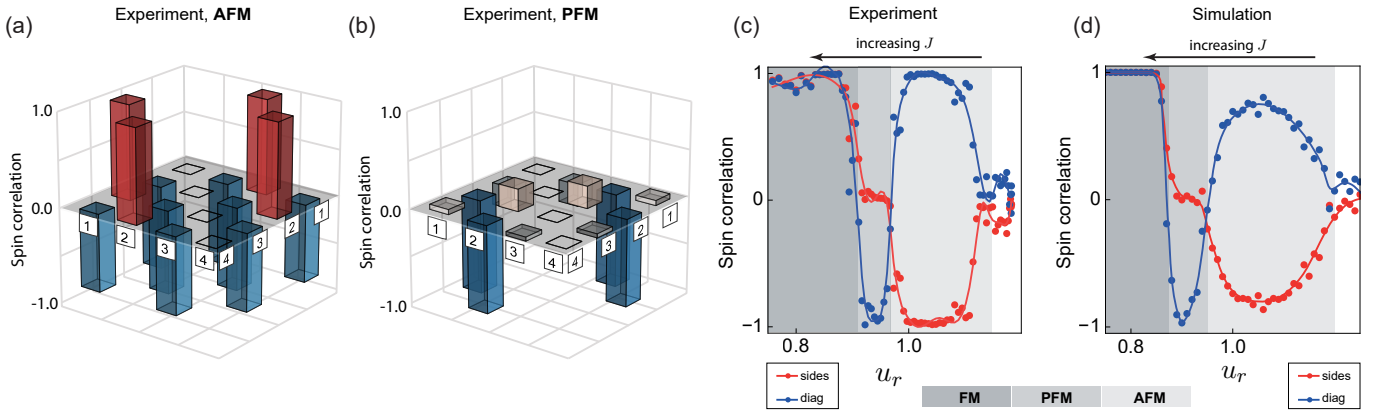 Experiment, AFM
(a)
Spin correlation
1.0
0.0
-1.0
1
2
3
4
4
3
2
1
Experiment, PFM
(b)
Spin correlation
1.0
0.0
-1.0
1
2
3
4
4
3
2
1
Experiment
(c)
increasing J
Spin correlation
1
0
−1
0.8
1.0
u_r
sides
diag
Simulation
(d)
increasing J
Spin correlation
1
0
−1
0.8
1.0
u_r
sides
diag
FM
PFM
AFM